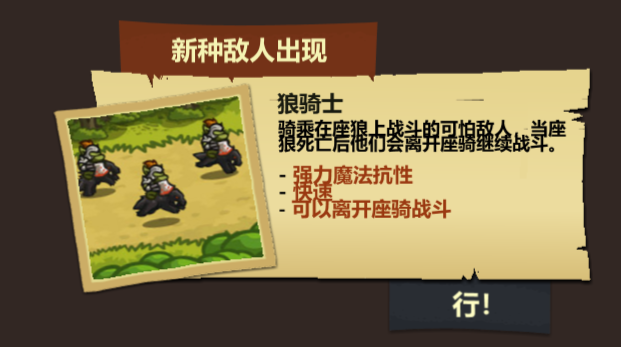 新种敌人出现
狼骑士
骑乘在座狼上战斗的可怕敌人。当座
狼死亡后他们会离开座骑继续战斗。
- 强力魔法抗性
- 快速
- 可以离开座骑战斗
行!